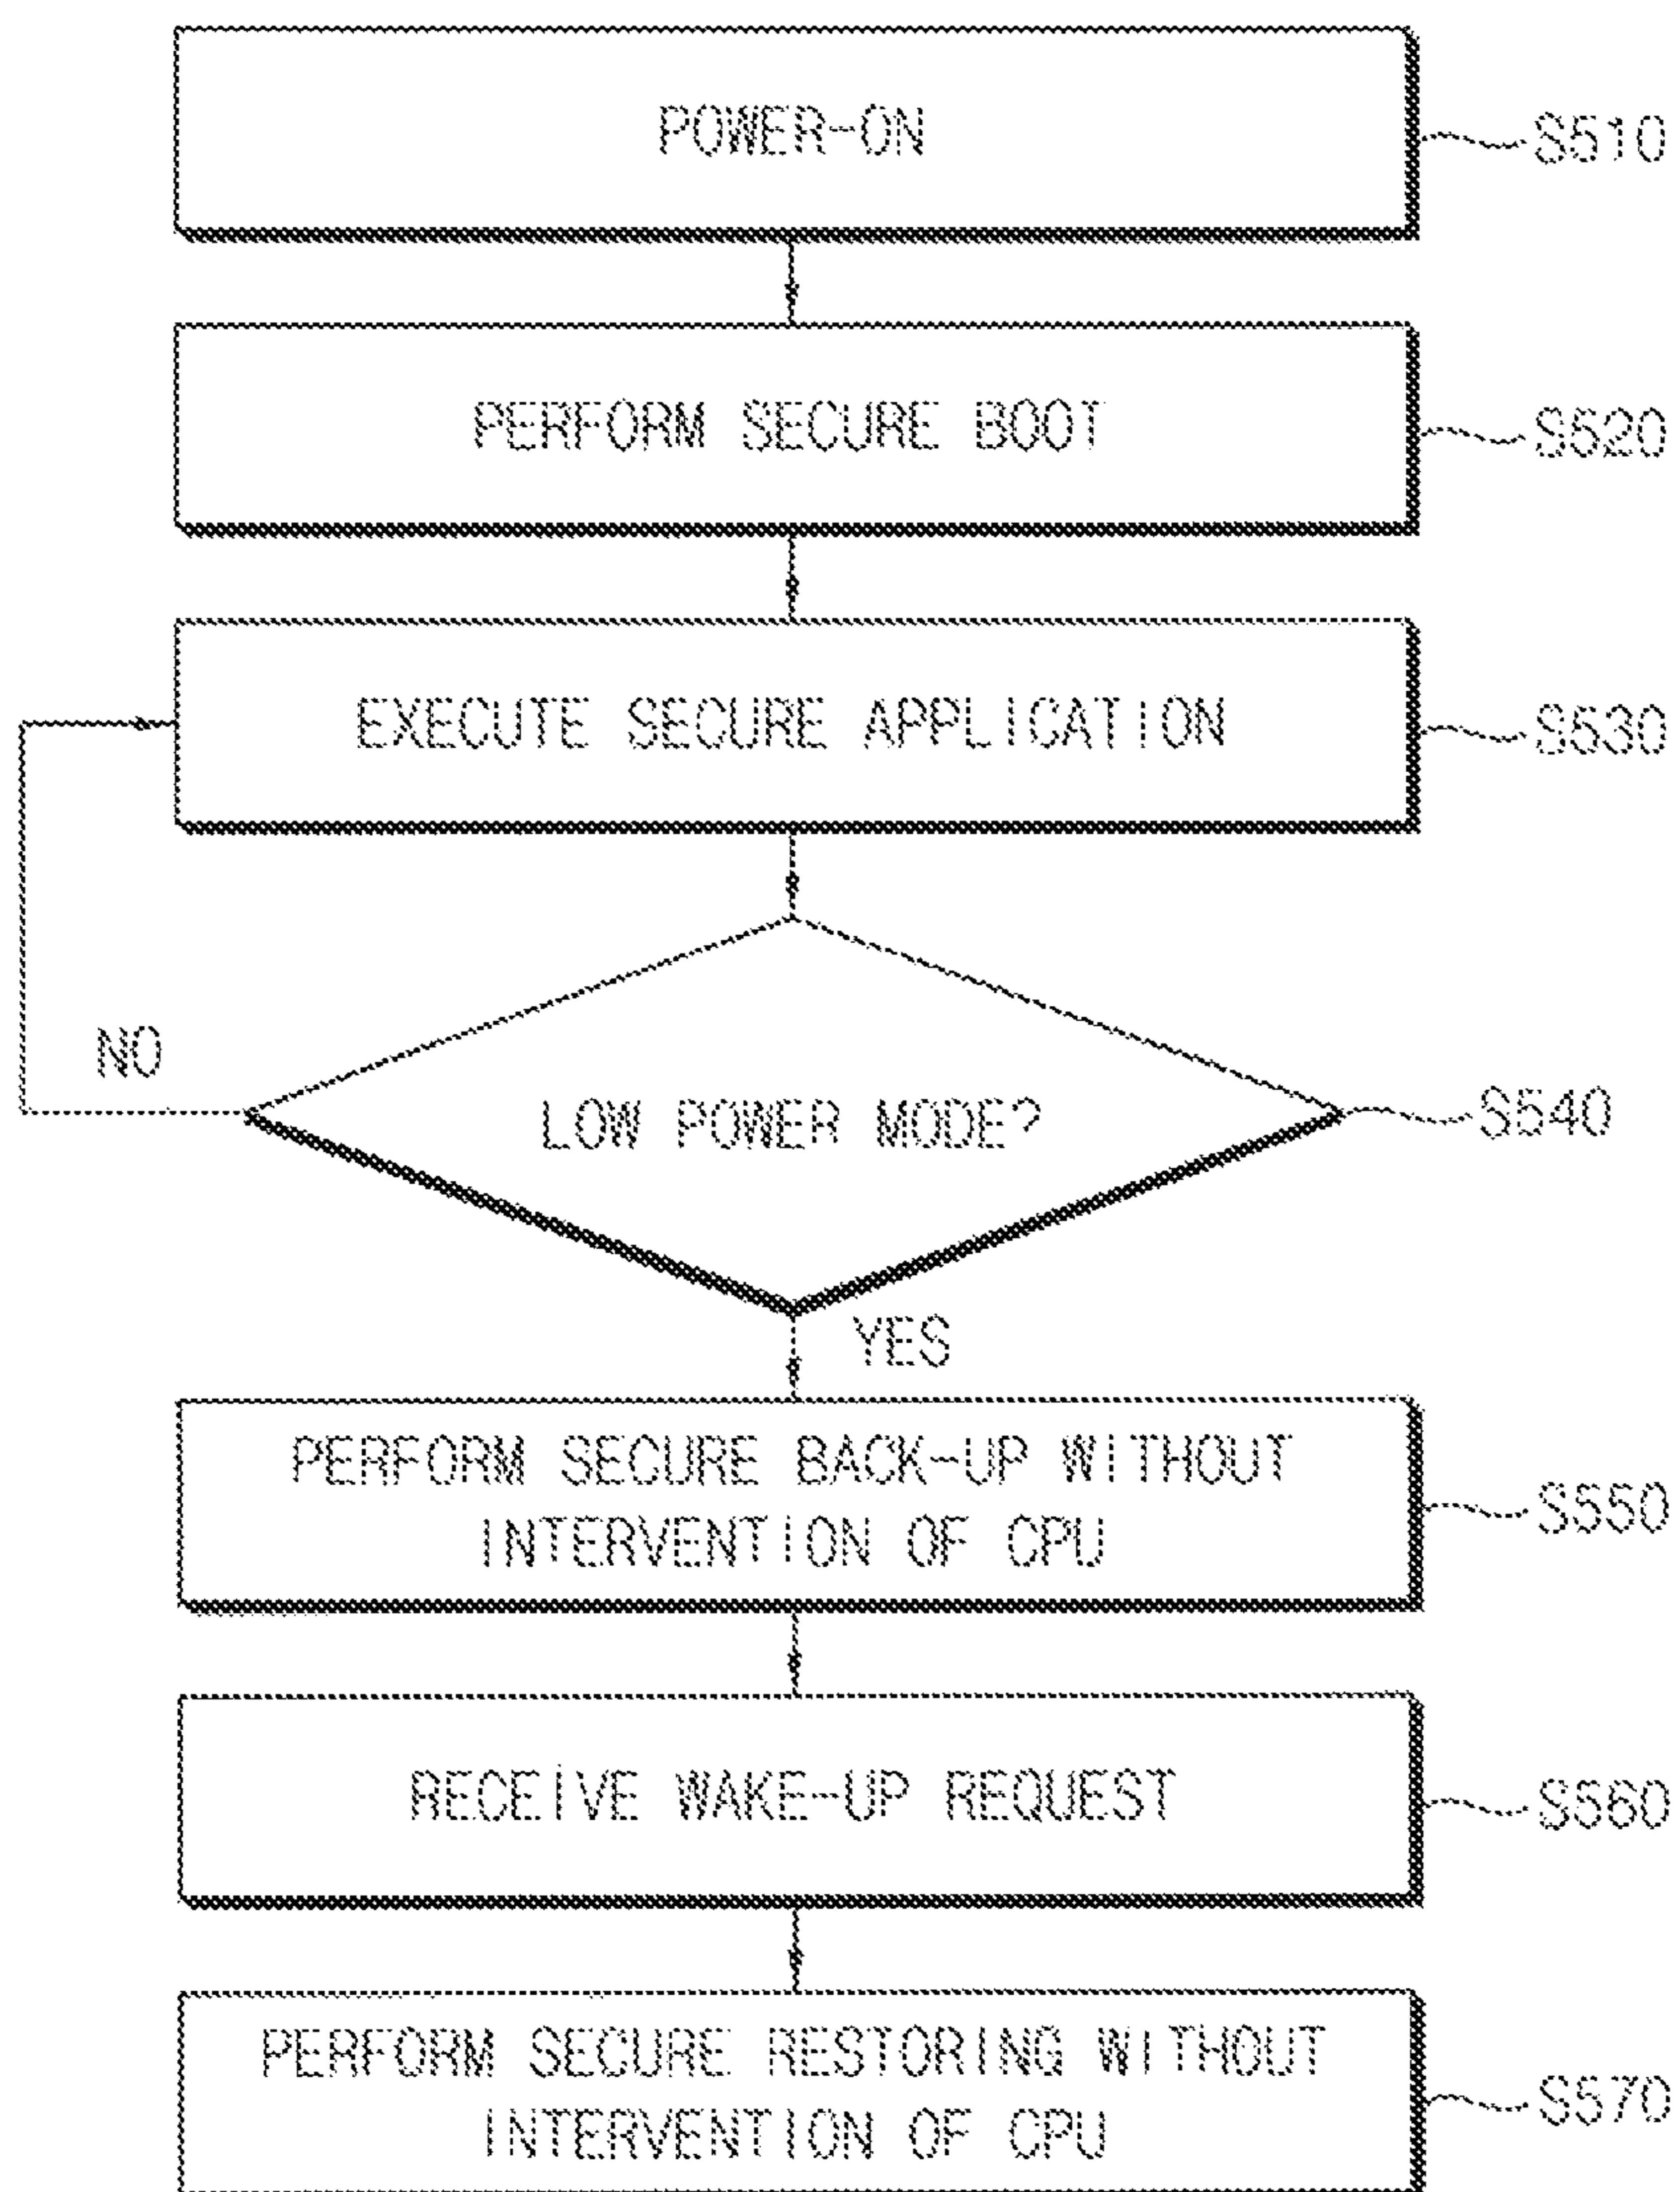 POWER-ON
S510
PERFORM SECURE BOOT
S520
EXECUTE SECURE APPLICATION
S530
NO
LOW POWER MODE?
S540
YES
PERFORM SECURE BACK-UP WITHOUT
INTERVENTION OF CPU
S550
RECEIVE WAKE-UP REQUEST
S560
PERFORM SECURE RESTORING WITHOUT
INTERVENTION OF CPU
S570